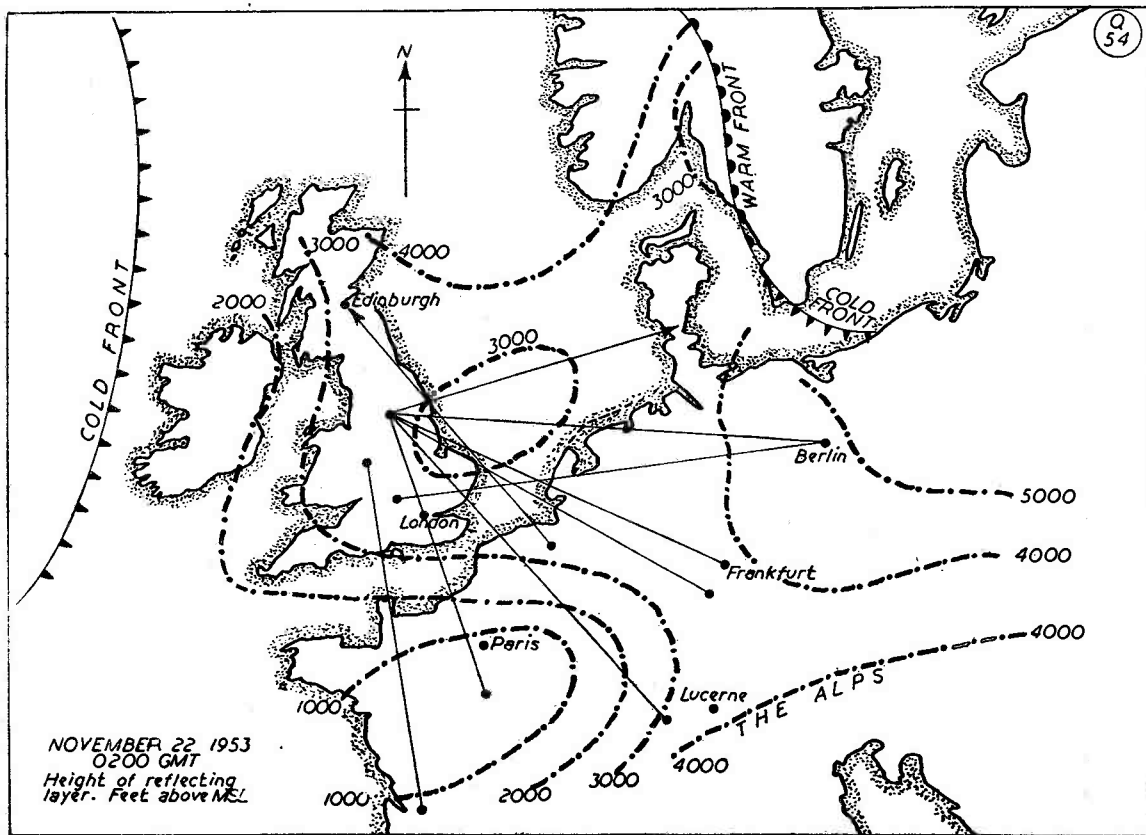 Q
54
N
WARM FRONT
3000
3000
4000
COLD FRONT
2000
Edinburgh
COLD
FRONT
3000
Berlin
5000
London
4000
Frankfurt
4000
Paris
Lucerne
THE ALPS
1000
4000
3000
2000
1000
NOVEMBER 22 1953
0200 GMT
Height of reflecting
layer. Feet above MSL